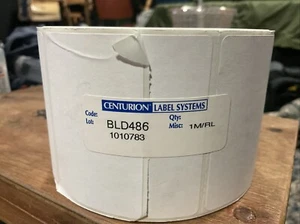 CENTURION LABEL SYSTEMS
Code: BLD486 Qty:
Lot: 1010783 Misc: 1M/RL